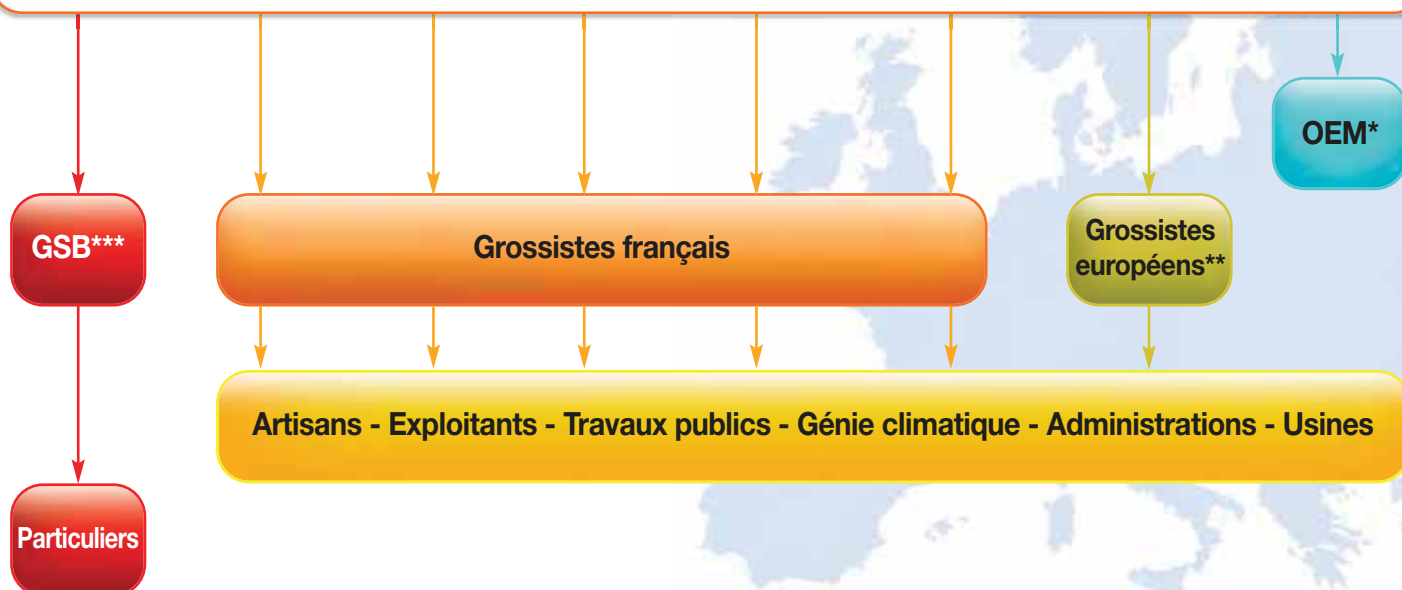 OEM*
GSB***
Grossistes français
Grossistes
européens**
Artisans - Exploitants - Travaux publics - Génie climatique - Administrations - Usines
Particuliers